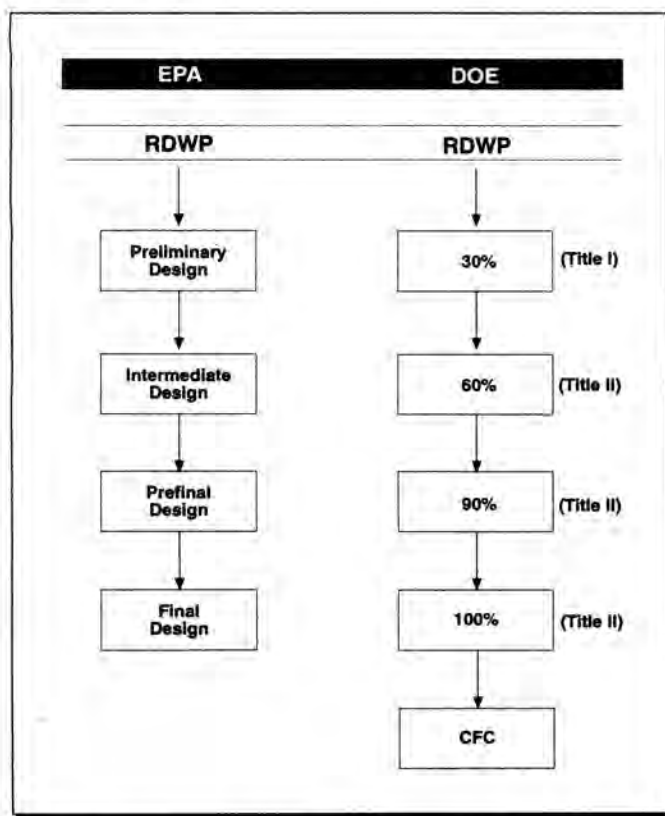 EPA DOE
RDWP RDWP
Preliminary
Design
30% (Title I)
Intermediate
Design
60% (Title II)
Prefinal
Design
90% (Title II)
Final
Design
100% (Title II)
CFC